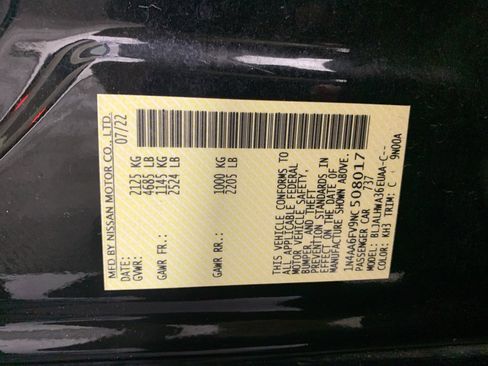 MFD BY NISSAN MOTOR CO., LTD.
DATE: 07/22
GVWR: 2125 KG
4685 LB
GAWR FR.: 1145 KG
2524 LB
GAWR RR.: 1000 KG
2205 LB
THIS VEHICLE CONFORMS TO
ALL APPLICABLE FEDERAL
MOTOR VEHICLE SAFETY,
BUMPER, AND THEFT
PREVENTION STANDARDS IN
EFFECT ON THE DATE OF
MANUFACTURE SHOWN ABOVE.
1N4AA6FV9NC508017
PASSENGER CAR 737
MODEL: BLJALHWA36EUAA-C--
COLOR: KH3 TRIM: C 9N00A